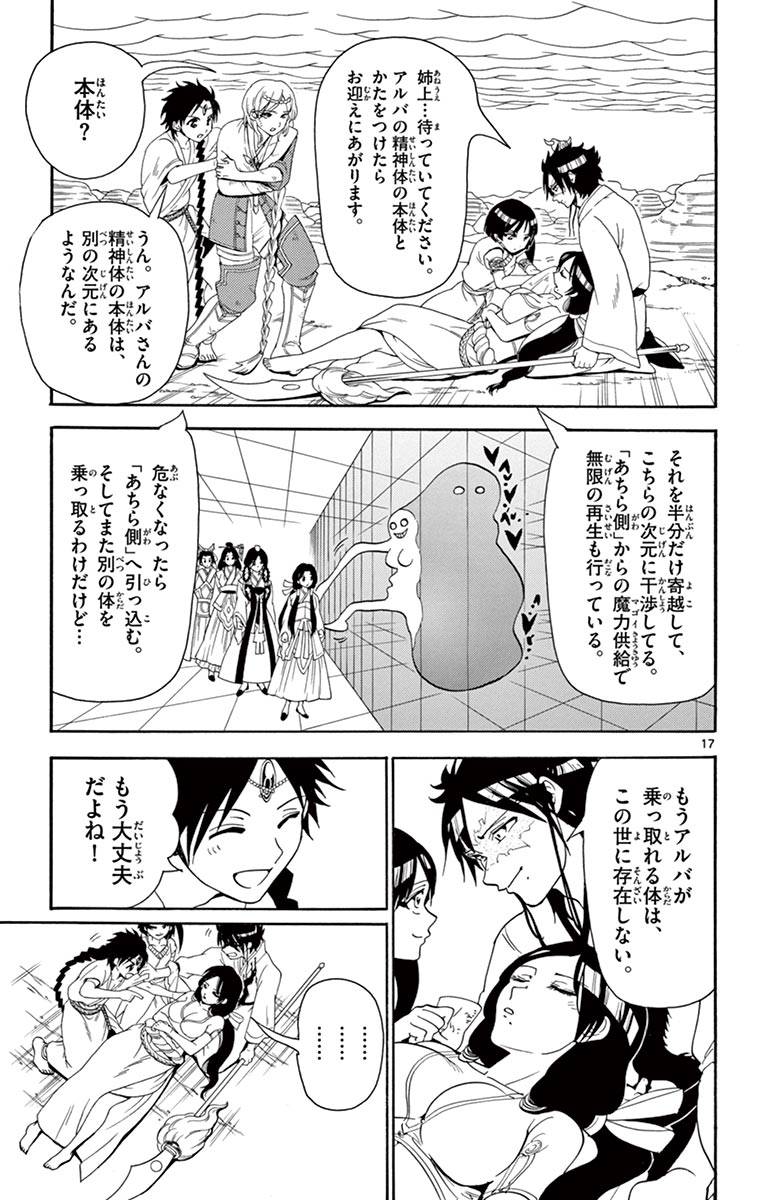 姉上…待っていてください。
アルバの精神体の本体と
かたをつけたら
お迎えにあがります。
本体？
うん。アルバさんの
精神体の本体は、
別の次元にある
ようなんだ。
それを半分だけ寄越して、
こちらの次元に干渉してる。
「あちら側」からの魔力供給で
無限の再生も行っている。
危なくなったら
「あちら側」へ引っ込む。
そしてまた別の体を
乗っ取るわけだけど…
17
もうアルバが
乗っ取れる体は、
この世に存在しない。
もう大丈夫
だよね！
………
………